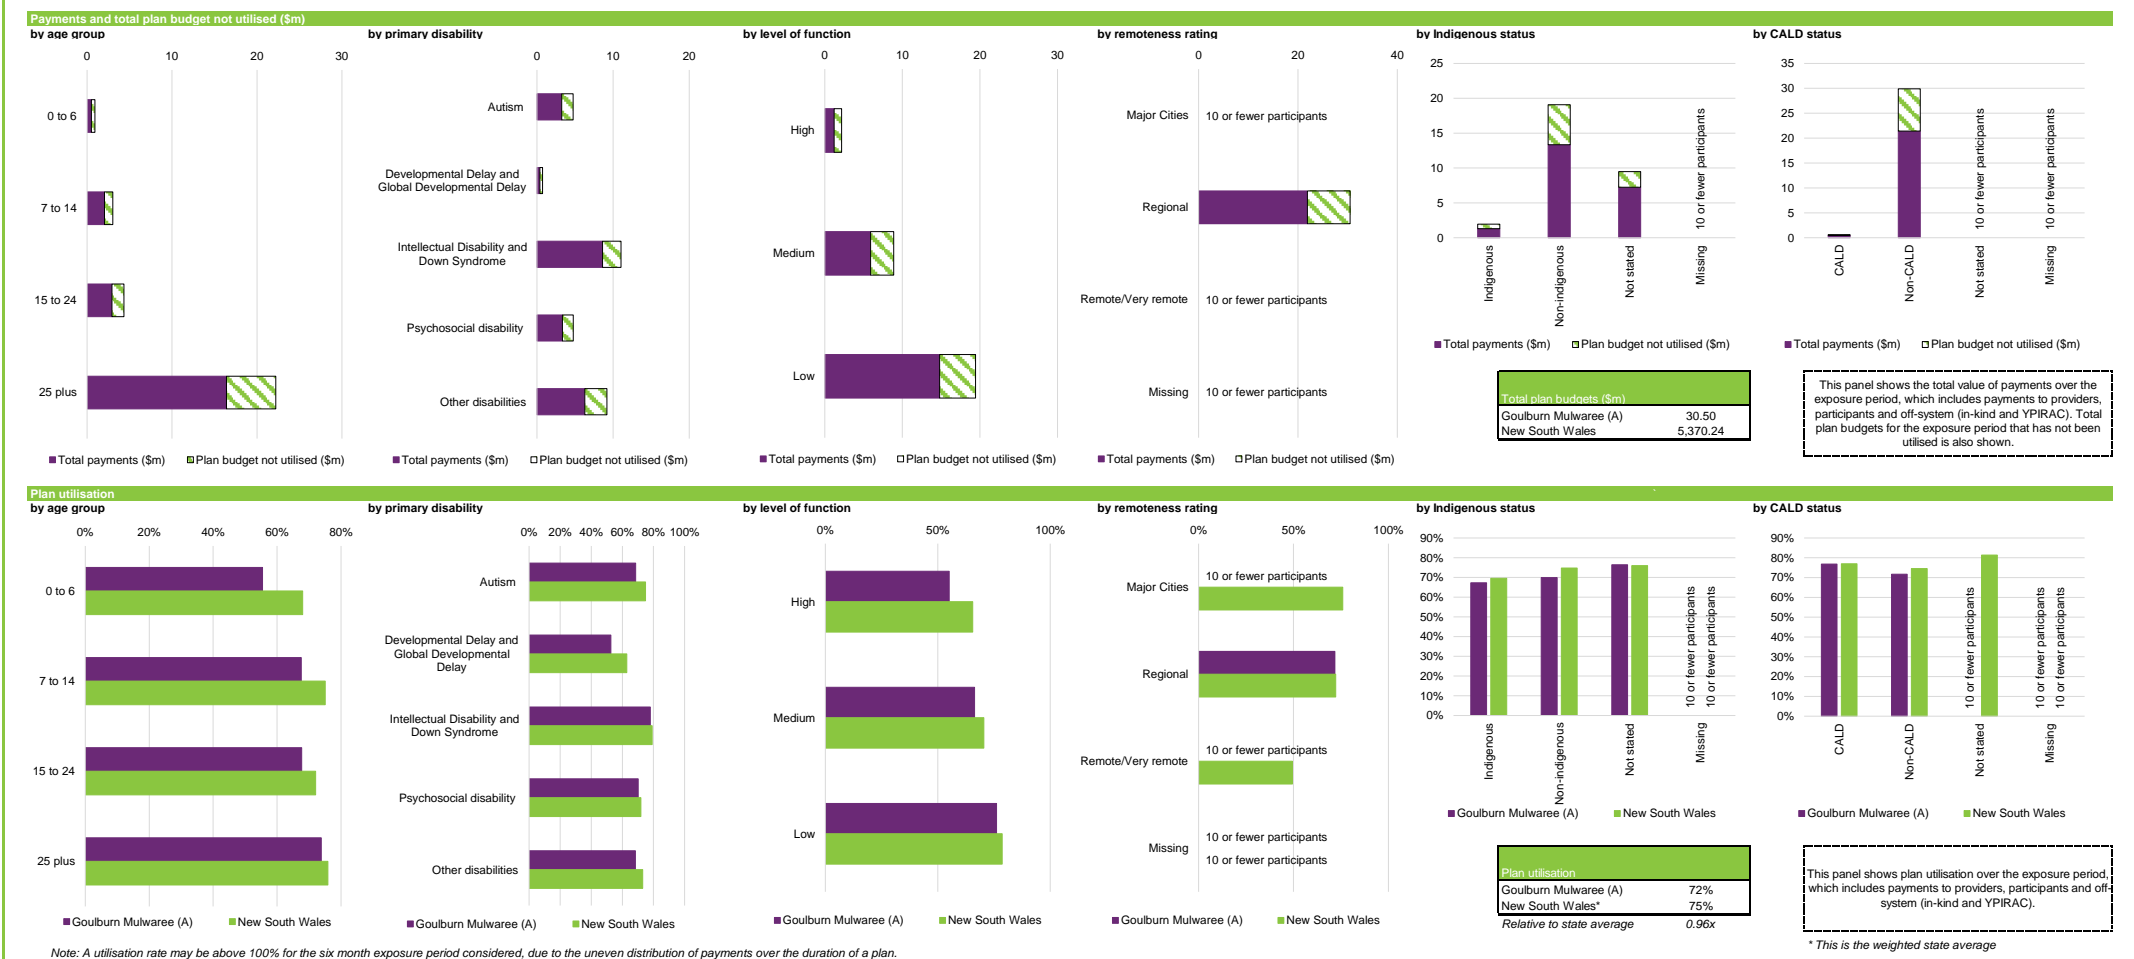 Payments and total plan budget not utilised ($m)
by age group
0 10 20 30
0 to 6
7 to 14
15 to 24
25 plus
Total payments ($m) Plan budget not utilised ($m)
by primary disability
0 10 20
Autism
Developmental Delay and
Global Developmental Delay
Intellectual Disability and
Down Syndrome
Psychosocial disability
Other disabilities
Total payments ($m) Plan budget not utilised ($m)
by level of function
0 10 20 30
High
Medium
Low
Total payments ($m) Plan budget not utilised ($m)
by remoteness rating
0 20 40
Major Cities 10 or fewer participants
Regional
Remote/Very remote 10 or fewer participants
Missing 10 or fewer participants
Total payments ($m) Plan budget not utilised ($m)
by Indigenous status
25
20
15
10
5
0
10 or fewer participants
Indigenous
Non-indigenous
Not stated
Missing
Total payments ($m) Plan budget not utilised ($m)
Total plan budgets ($m)
Goulburn Mulwaree (A) 30.50
New South Wales 5,370.24
by CALD status
35
30
25
20
15
10
5
0
10 or fewer participants
10 or fewer participants
CALD
Non-CALD
Not stated
Missing
Total payments ($m) Plan budget not utilised ($m)
This panel shows the total value of payments over the
exposure period, which includes payments to providers,
participants and off-system (in-kind and YPIRAC). Total
plan budgets for the exposure period that has not been
utilised is also shown.
Plan utilisation
by age group
0% 20% 40% 60% 80%
0 to 6
7 to 14
15 to 24
25 plus
Goulburn Mulwaree (A) New South Wales
by primary disability
0% 20% 40% 60% 80% 100%
Autism
Developmental Delay and
Global Developmental
Delay
Intellectual Disability and
Down Syndrome
Psychosocial disability
Other disabilities
Goulburn Mulwaree (A) New South Wales
by level of function
0% 50% 100%
High
Medium
Low
Goulburn Mulwaree (A) New South Wales
by remoteness rating
0% 50% 100%
10 or fewer participants
Major Cities
Regional
10 or fewer participants
Remote/Very remote
10 or fewer participants
Missing
10 or fewer participants
Goulburn Mulwaree (A) New South Wales
by Indigenous status
90%
80%
70%
60%
50%
40%
30%
20%
10%
0%
10 or fewer participants
10 or fewer participants
Indigenous
Non-indigenous
Not stated
Missing
Goulburn Mulwaree (A) New South Wales
Plan utilisation
Goulburn Mulwaree (A) 72%
New South Wales* 75%
Relative to state average 0.96x
by CALD status
90%
80%
70%
60%
50%
40%
30%
20%
10%
0%
10 or fewer participants
10 or fewer participants
10 or fewer participants
CALD
Non-CALD
Not stated
Missing
Goulburn Mulwaree (A) New South Wales
This panel shows plan utilisation over the exposure period,
which includes payments to providers, participants and off-
system (in-kind and YPIRAC).
* This is the weighted state average
Note: A utilisation rate may be above 100% for the six month exposure period considered, due to the uneven distribution of payments over the duration of a plan.